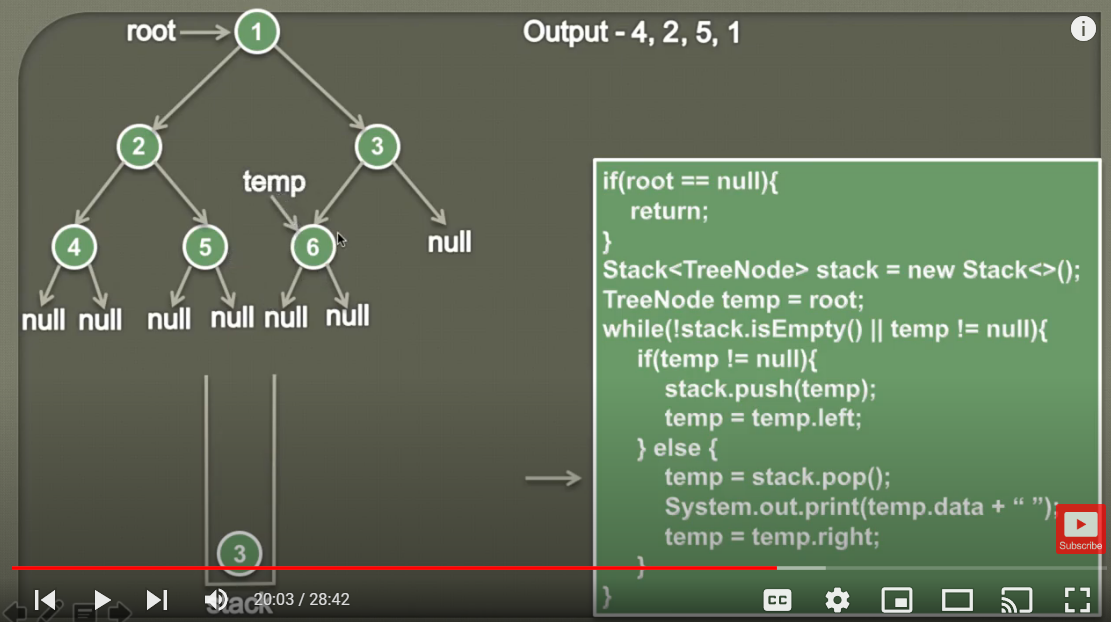 root
1
Output - 4, 2, 5, 1
2
3
temp
4
5
6
null
null null null null null null
if(root == null){
return;
}
Stack<TreeNode> stack = new Stack<>();
TreeNode temp = root;
while(!stack.isEmpty() || temp != null){
if(temp != null){
stack.push(temp);
temp = temp.left;
} else {
temp = stack.pop();
System.out.print(temp.data + “ ”);
temp = temp.right;
}
}
3
stack
Subscribe
20:03 / 28:42
CC